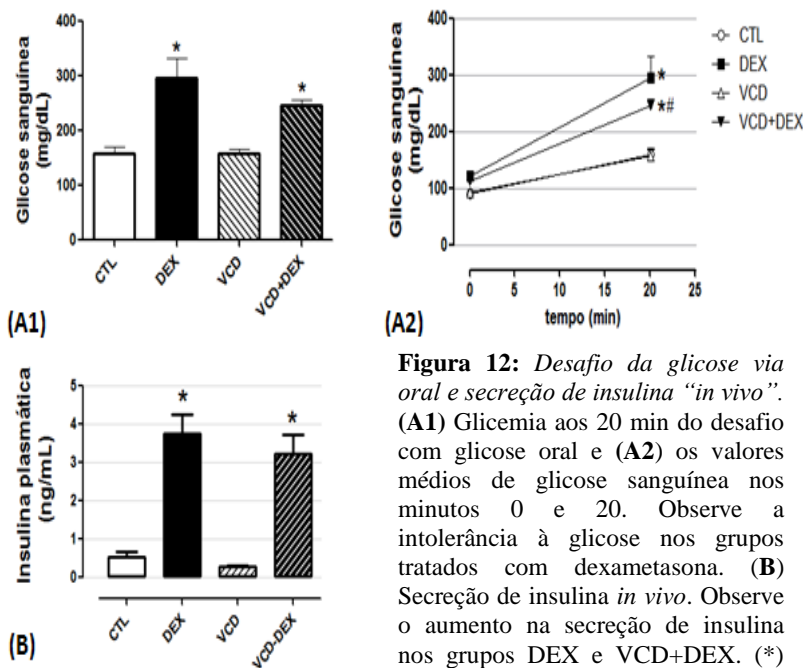 400
300
200
100
0
Glicose sanguínea
(mg/dL)
CTL
DEX
VCD
VCD+DEX
*
*
(A1)
400
300
200
100
0
Glicose sanguínea
(mg/dL)
0 5 10 15 20 25
tempo (min)
*
*#
CTL
DEX
VCD
VCD+DEX
(A2)
5
4
3
2
1
0
Insulina plasmática
(ng/mL)
CTL
DEX
VCD
VCD-DEX
*
*
(B)
Figura 12: Desafio da glicose via
oral e secreção de insulina “in vivo”.
(A1) Glicemia aos 20 min do desafio
com glicose oral e (A2) os valores
médios de glicose sanguínea nos
minutos 0 e 20. Observe a
intolerância à glicose nos grupos
tratados com dexametasona. (B)
Secreção de insulina in vivo. Observe
o aumento na secreção de insulina
nos grupos DEX e VCD+DEX. (*)